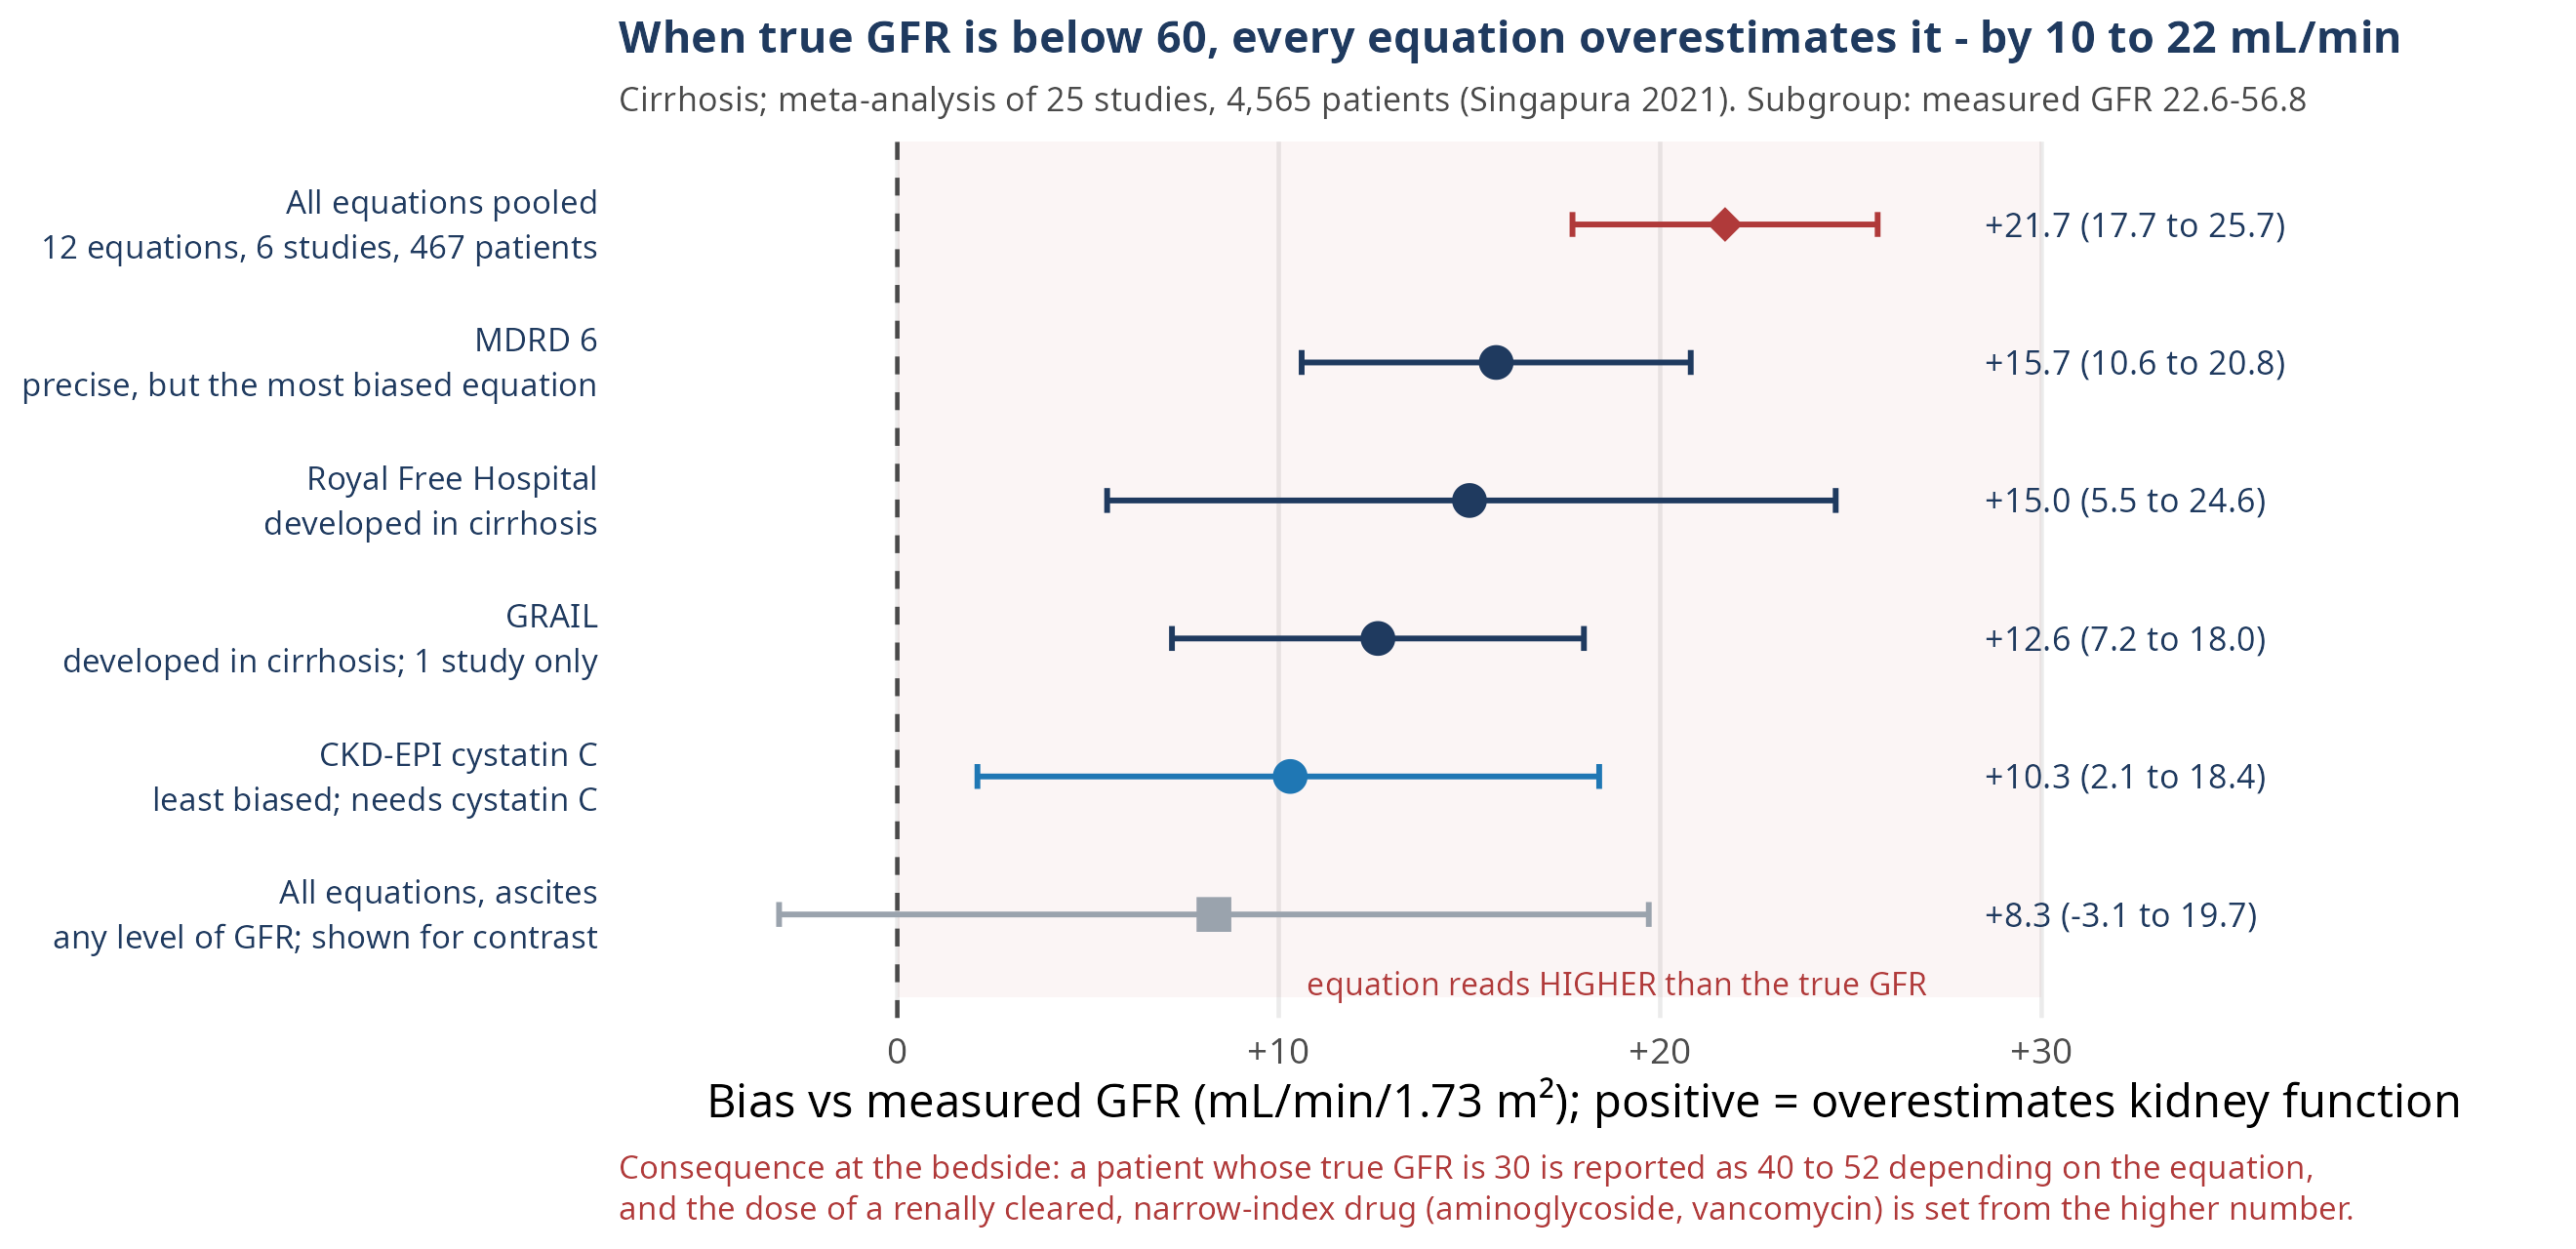 When true GFR is below 60, every equation overestimates it - by 10 to 22 mL/min
Cirrhosis; meta-analysis of 25 studies, 4,565 patients (Singapura 2021). Subgroup: measured GFR 22.6-56.8
All equations pooled
12 equations, 6 studies, 467 patients
+21.7 (17.7 to 25.7)
MDRD 6
precise, but the most biased equation
+15.7 (10.6 to 20.8)
Royal Free Hospital
developed in cirrhosis
+15.0 (5.5 to 24.6)
GRAIL
developed in cirrhosis; 1 study only
+12.6 (7.2 to 18.0)
CKD-EPI cystatin C
least biased; needs cystatin C
+10.3 (2.1 to 18.4)
All equations, ascites
any level of GFR; shown for contrast
+8.3 (-3.1 to 19.7)
equation reads HIGHER than the true GFR
0 +10 +20 +30
Bias vs measured GFR (mL/min/1.73 m²); positive = overestimates kidney function
Consequence at the bedside: a patient whose true GFR is 30 is reported as 40 to 52 depending on the equation,
and the dose of a renally cleared, narrow-index drug (aminoglycoside, vancomycin) is set from the higher number.